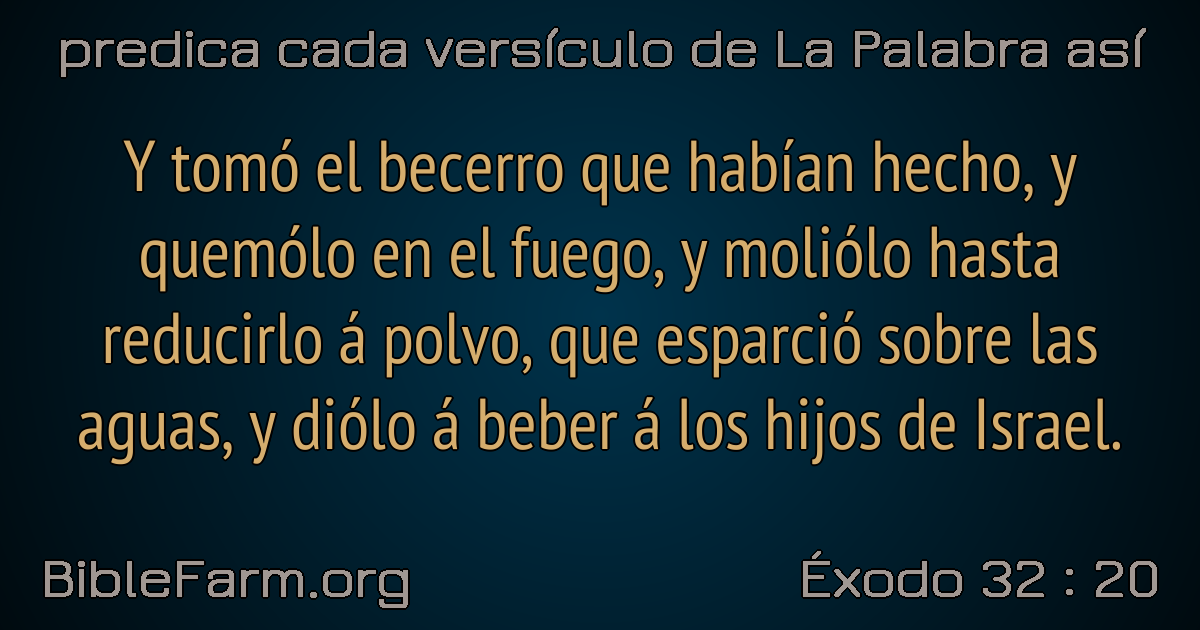 predica cada versículo de La Palabra así
Y tomó el becerro que habían hecho, y
quemólo en el fuego, y moliólo hasta
reducirlo á polvo, que esparció sobre las
aguas, y diólo á beber á los hijos de Israel.
BibleFarm.org
Éxodo 32 : 20